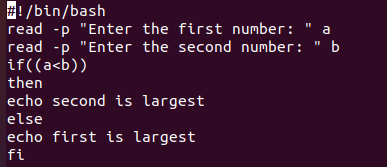 #!/bin/bash
read -p "Enter the first number: " a
read -p "Enter the second number: " b
if((a<b))
then
echo second is largest
else
echo first is largest
fi